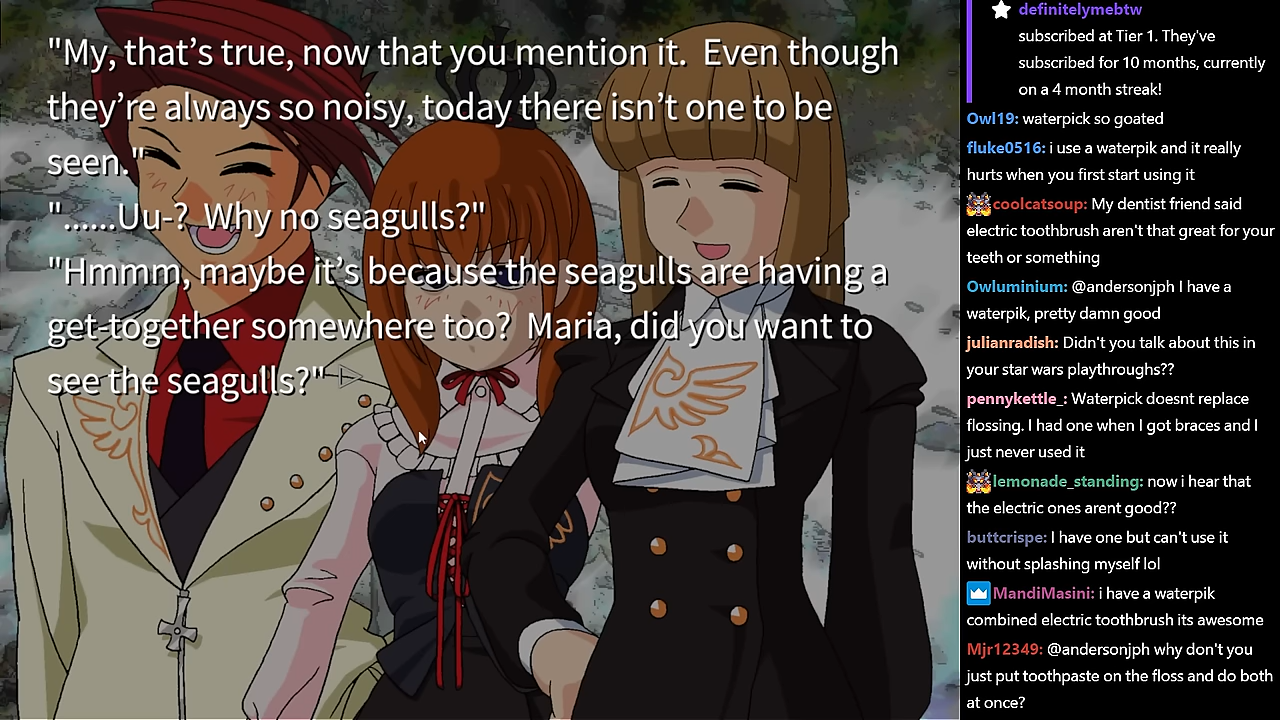 "My, that’s true, now that you mention it.  Even though
they’re always so noisy, today there isn’t one to be
seen."
"......Uu-?  Why no seagulls?"
"Hmmm, maybe it’s because the seagulls are having a
get-together somewhere too?  Maria, did you want to
see the seagulls?"
definitelymebtw
subscribed at Tier 1. They've
subscribed for 10 months, currently
on a 4 month streak!
Owl19: waterpick so goated
fluke0516: i use a waterpik and it really
hurts when you first start using it
coolcatsoup: My dentist friend said
electric toothbrush aren't that great for your
teeth or something
Owluminium: @andersonjph I have a
waterpik, pretty damn good
julianradish: Didn't you talk about this in
your star wars playthroughs??
pennykettle_: Waterpick doesnt replace
flossing. I had one when I got braces and I
just never used it
lemonade_standing: now i hear that
the electric ones arent good??
buttcrispe: I have one but can't use it
without splashing myself lol
MandiMasini: i have a waterpik
combined electric toothbrush its awesome
Mjr12349: @andersonjph why don't you
just put toothpaste on the floss and do both
at once?